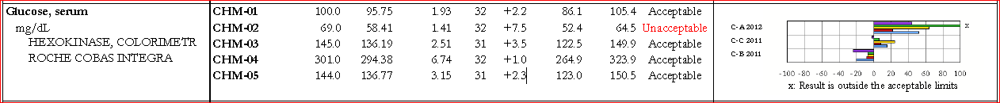 Glucose, serum CHM-01 100.0 95.75 1.93 32 +2.2 86.1 105.4 Acceptable
mg/dL CHM-02 69.0 58.41 1.41 32 +7.5 52.4 64.5 Unacceptable
HEXOKINASE, COLORIMETR CHM-03 145.0 136.19 2.51 31 +3.5 122.5 149.9 Acceptable
ROCHE COBAS INTEGRA CHM-04 301.0 294.38 6.74 32 +1.0 264.9 323.9 Acceptable
CHM-05 144.0 136.77 3.15 31 +2.3 123.0 150.5 Acceptable
C-A 2012 x
C-C 2011
C-B 2011
-100 -80 -60 -40 -20 0 20 40 60 80 100
x: Result is outside the acceptable limits